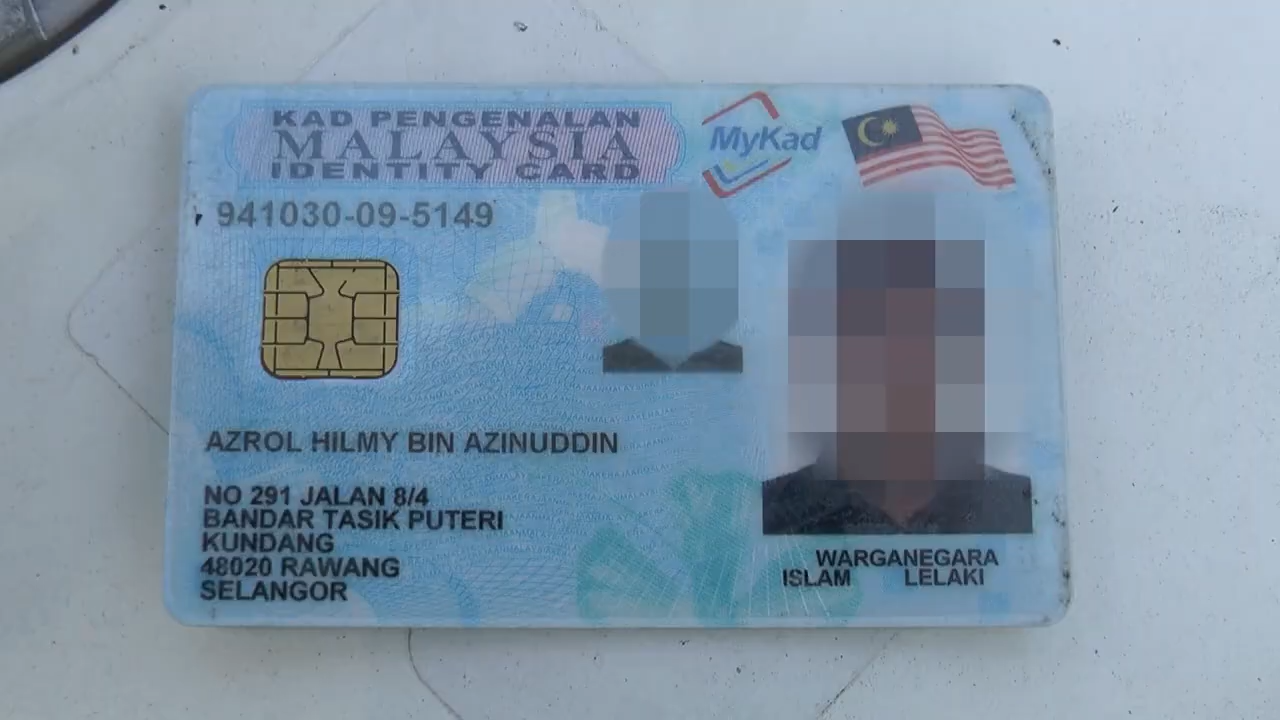 KAD PENGENALAN
MALAYSIA
IDENTITY CARD
MyKad
941030-09-5149
AZROL HILMY BIN AZINUDDIN
NO 291 JALAN 8/4
BANDAR TASIK PUTERI
KUNDANG
48020 RAWANG
SELANGOR
WARGANEGARA
ISLAM LELAKI